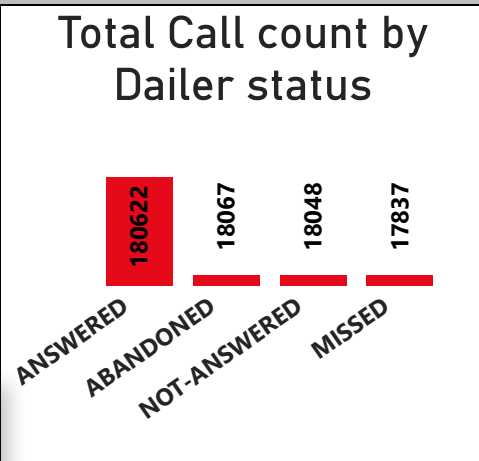 Total Call count by
Dailer status
180622
18067
18048
17837
ANSWERED
ABANDONED
NOT-ANSWERED
MISSED